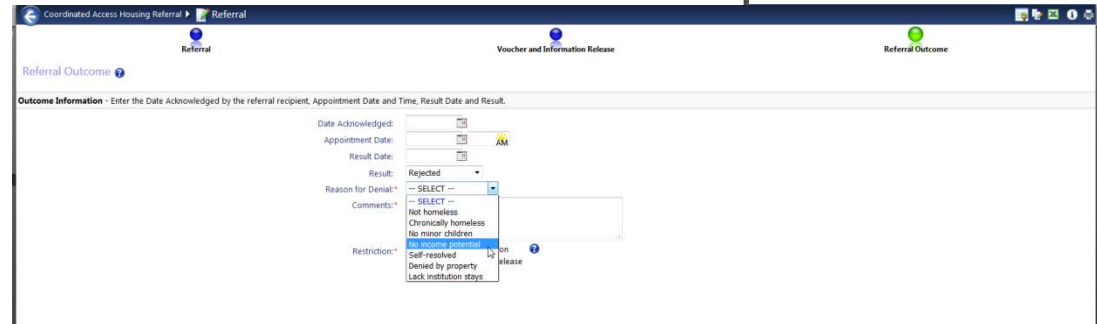 Coordinated Access Housing Referral Referral
Referral Voucher and Information Release Referral Outcome
Referral Outcome
Outcome Information - Enter the Date Acknowledged by the referral recipient, Appointment Date and Time, Result Date and Result.
Date Acknowledged:
Appointment Date: AM
Result Date:
Result: Rejected
Reason for Denial:* -- SELECT --
Comments:* -- SELECT --
Not homeless
Chronically homeless
No minor children
No income potential
Restriction:* Self-resolved on
Denied by property elease
Lack institution stays